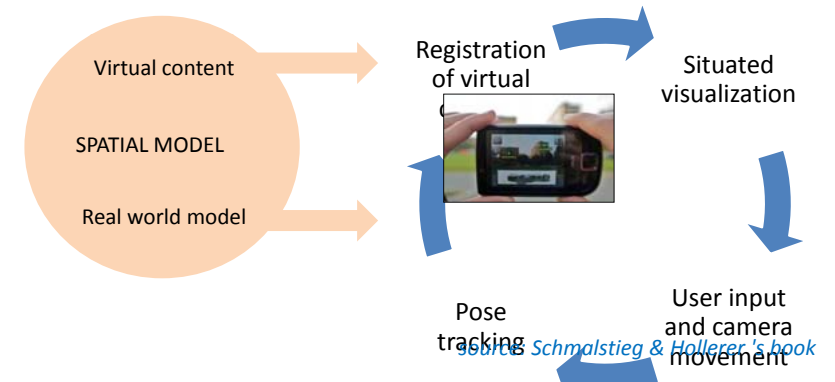 Virtual content
SPATIAL MODEL
Real world model
Registration
of virtual
Situated
visualization
User input
and camera
movement
Pose
tracking
source: Schmalstieg & Hollerer 's book